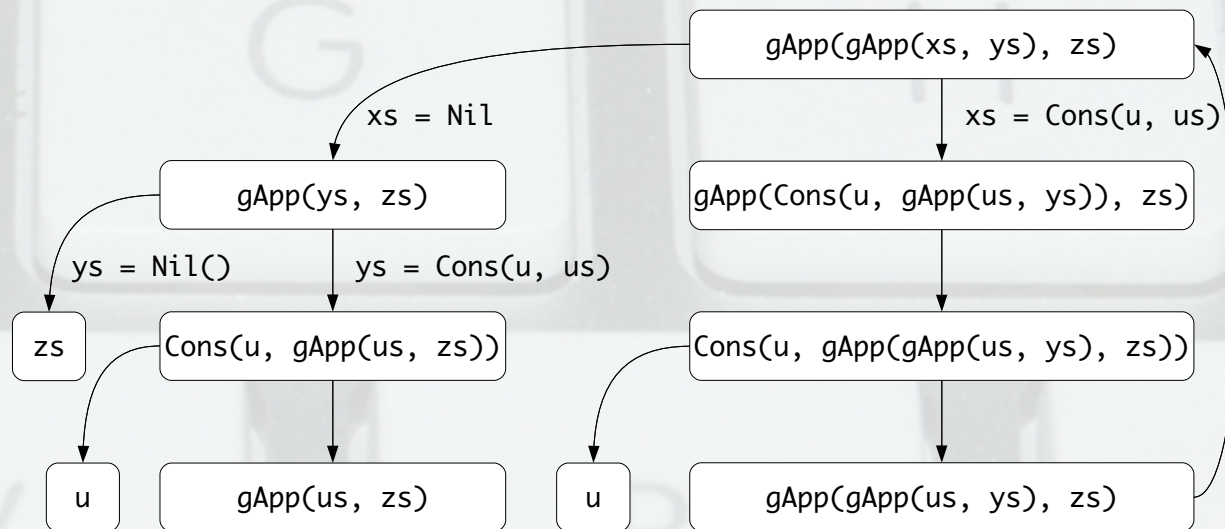 gApp(gApp(xs, ys), zs)
xs = Nil
xs = Cons(u, us)
gApp(ys, zs)
gApp(Cons(u, gApp(us, ys)), zs)
ys = Nil()
ys = Cons(u, us)
zs
Cons(u, gApp(us, zs))
Cons(u, gApp(gApp(us, ys), zs))
u
gApp(us, zs)
u
gApp(gApp(us, ys), zs)
G
H